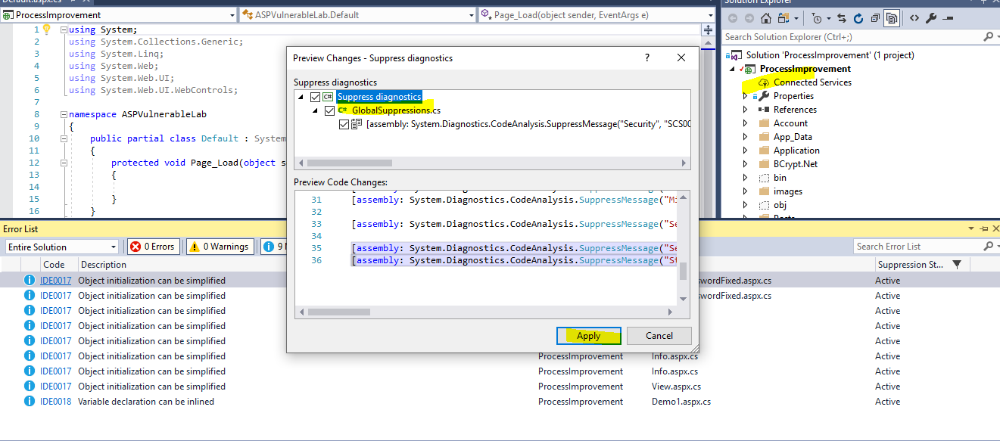 Default.aspx.cs
Solution Explorer
ProcessImprovement
ASPVulnerableLab.Default
Page_Load(object sender, EventArgs e)
1 using System;
2 using System.Collections.Generic;
3 using System.Linq;
4 using System.Web;
5 using System.Web.UI;
6 using System.Web.UI.WebControls;
7
8 namespace ASPVulnerableLab
9 {
10 public partial class Default : System
11 {
12 protected void Page_Load(object s
13 {
14
15 }
16 }
Preview Changes - Suppress diagnostics
?
Suppress diagnostics
C# Suppress diagnostics
C# GlobalSuppressions.cs
[assembly: System.Diagnostics.CodeAnalysis.SuppressMessage("Security", "SCS00
Preview Code Changes:
31 [assembly: System.Diagnostics.CodeAnalysis.SuppressMessage("Mi
32
33 [assembly: System.Diagnostics.CodeAnalysis.SuppressMessage("Se
34
35 [assembly: System.Diagnostics.CodeAnalysis.SuppressMessage("Se
36 [assembly: System.Diagnostics.CodeAnalysis.SuppressMessage("St
Apply
Cancel
Search Solution Explorer (Ctrl+;)
Solution 'ProcessImprovement' (1 project)
ProcessImprovement
Connected Services
Properties
References
Account
App_Data
Application
BCrypt.Net
bin
images
obj
Error List
Entire Solution
0 Errors
0 Warnings
9
Search Error List
Code Description Suppression St...
IDE0017 Object initialization can be simplified swordFixed.aspx.cs Active
IDE0017 Object initialization can be simplified swordFixed.aspx.cs Active
IDE0017 Object initialization can be simplified Active
IDE0017 Object initialization can be simplified Active
IDE0017 Object initialization can be simplified Active
IDE0017 Object initialization can be simplified ProcessImprovement Info.aspx.cs Active
IDE0017 Object initialization can be simplified ProcessImprovement Info.aspx.cs Active
IDE0017 Object initialization can be simplified ProcessImprovement View.aspx.cs Active
IDE0018 Variable declaration can be inlined ProcessImprovement Demo1.aspx.cs Active